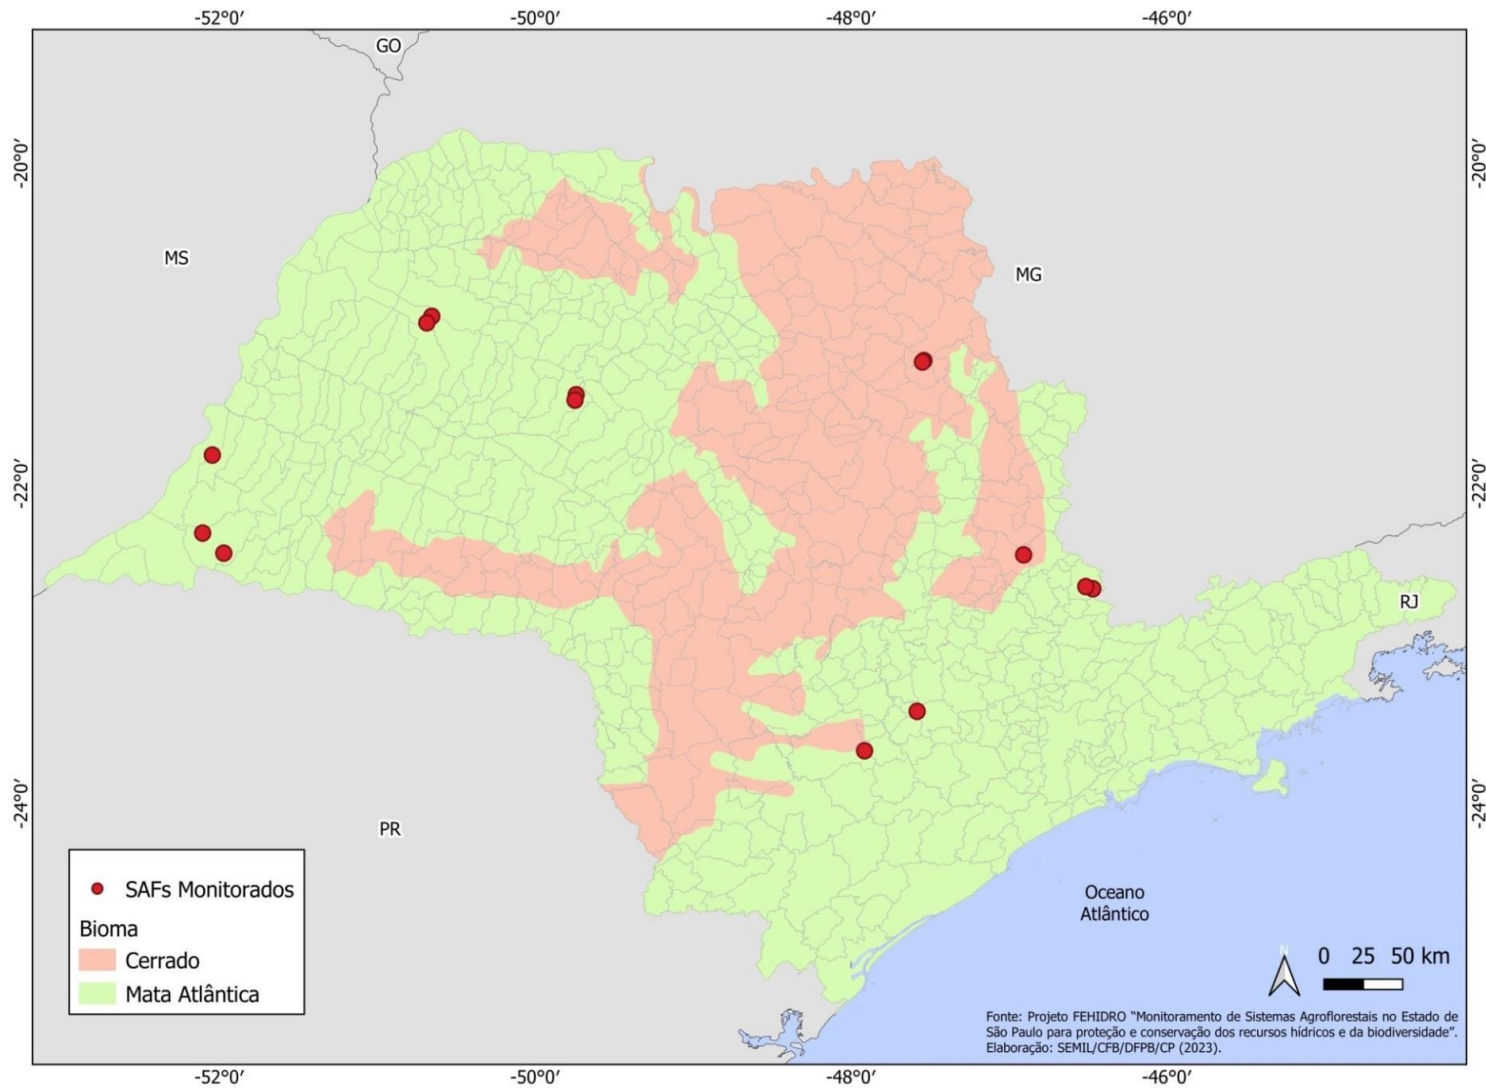 -52°0′ -50°0′ -48°0′ -46°0′
GO
-20°0′ -20°0′
MS
MG
-22°0′ -22°0′
RJ
-24°0′ -24°0′
PR
SAFs Monitorados
Bioma
Cerrado
Mata Atlântica
Oceano
Atlântico
N
0 25 50 km
Fonte: Projeto FEHIDRO “Monitoramento de Sistemas Agroflorestais no Estado de
São Paulo para proteção e conservação dos recursos hídricos e da biodiversidade”.
Elaboração: SEMIL/CFB/DFPB/CP (2023).
-52°0′ -50°0′ -48°0′ -46°0′